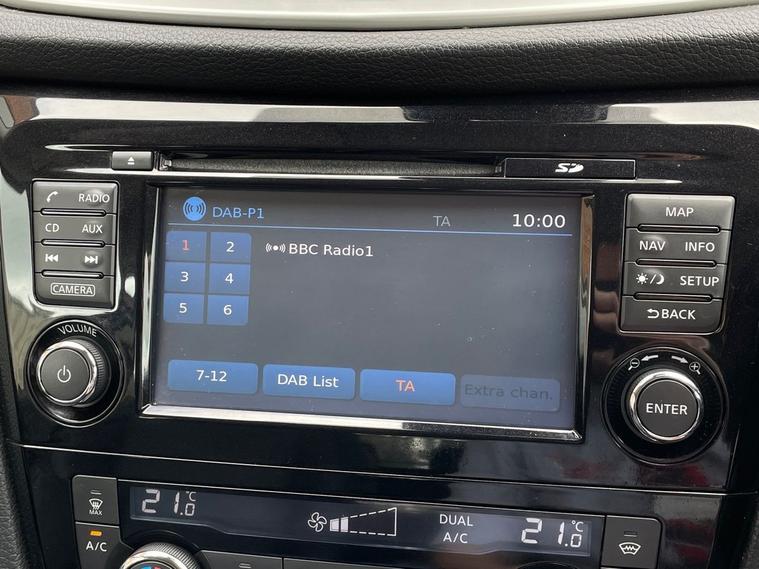 SD
RADIO
CD AUX
CAMERA
VOLUME
DAB-P1 TA 10:00
1 2 BBC Radio1
3 4
5 6
7-12 DAB List TA Extra chan.
MAP
NAV INFO
SETUP
BACK
ENTER
MAX
A/C
21.0 °C
DUAL
A/C
21.0 °C